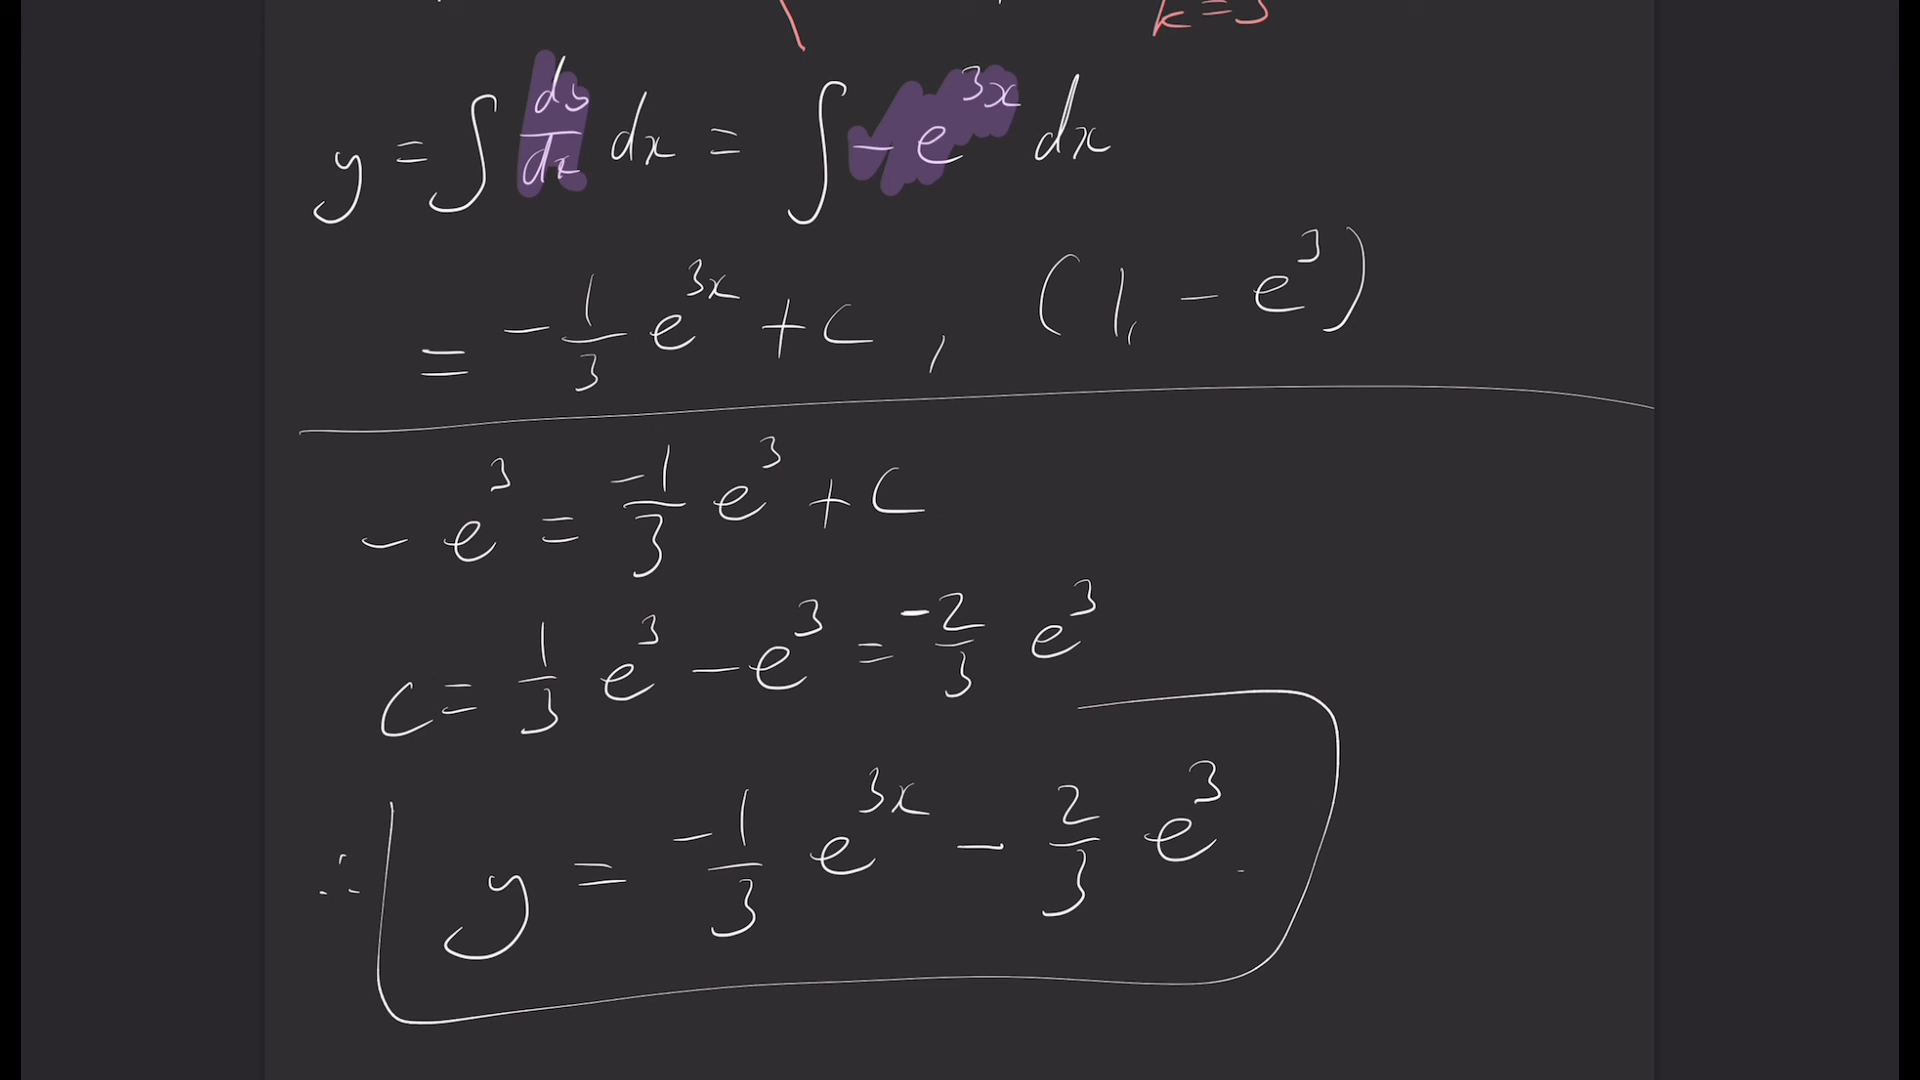 k=3
y = ∫ dy/dx dx = ∫ -e^3x dx
= -1/3 e^3x + C , (1, -e^3)
-e^3 = -1/3 e^3 + C
C = 1/3 e^3 - e^3 = -2/3 e^3
∴ y = -1/3 e^3x - 2/3 e^3